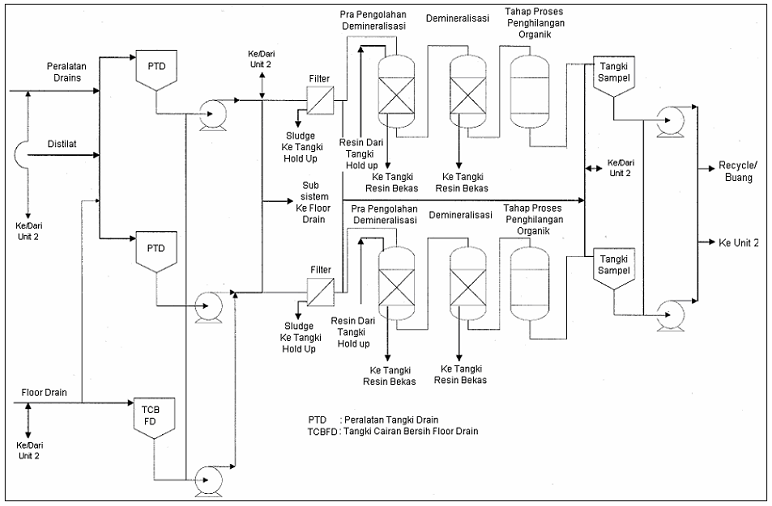 Pra Pengolahan
Demineralisasi
Demineralisasi
Tahap Proses
Penghilangan
Organik
Ke/Dari
Unit 2
Peralatan
Drains
PTD
Filter
Tangki
Sampel
Sludge
Ke Tangki
Hold Up
Resin Dari
Tangki
Hold up
Distilat
Ke Tangki
Resin Bekas
Ke Tangki
Resin Bekas
Ke/Dari
Unit 2
Recycle/
Buang
Sub
sistem
Ke Floor
Drain
Ke/Dari
Unit 2
Pra Pengolahan
Demineralisasi
Demineralisasi
Tahap Proses
Penghilangan
Organik
PTD
Ke Unit 2
Filter
Tangki
Sampel
Sludge
Ke Tangki
Hold Up
Resin Dari
Tangki
Hold up
Ke Tangki
Resin Bekas
Ke Tangki
Resin Bekas
Floor Drain
TCB
FD
Ke/Dari
Unit 2
PTD : Peralatan Tangki Drain
TCBFD : Tangki Cairan Bersih Floor Drain